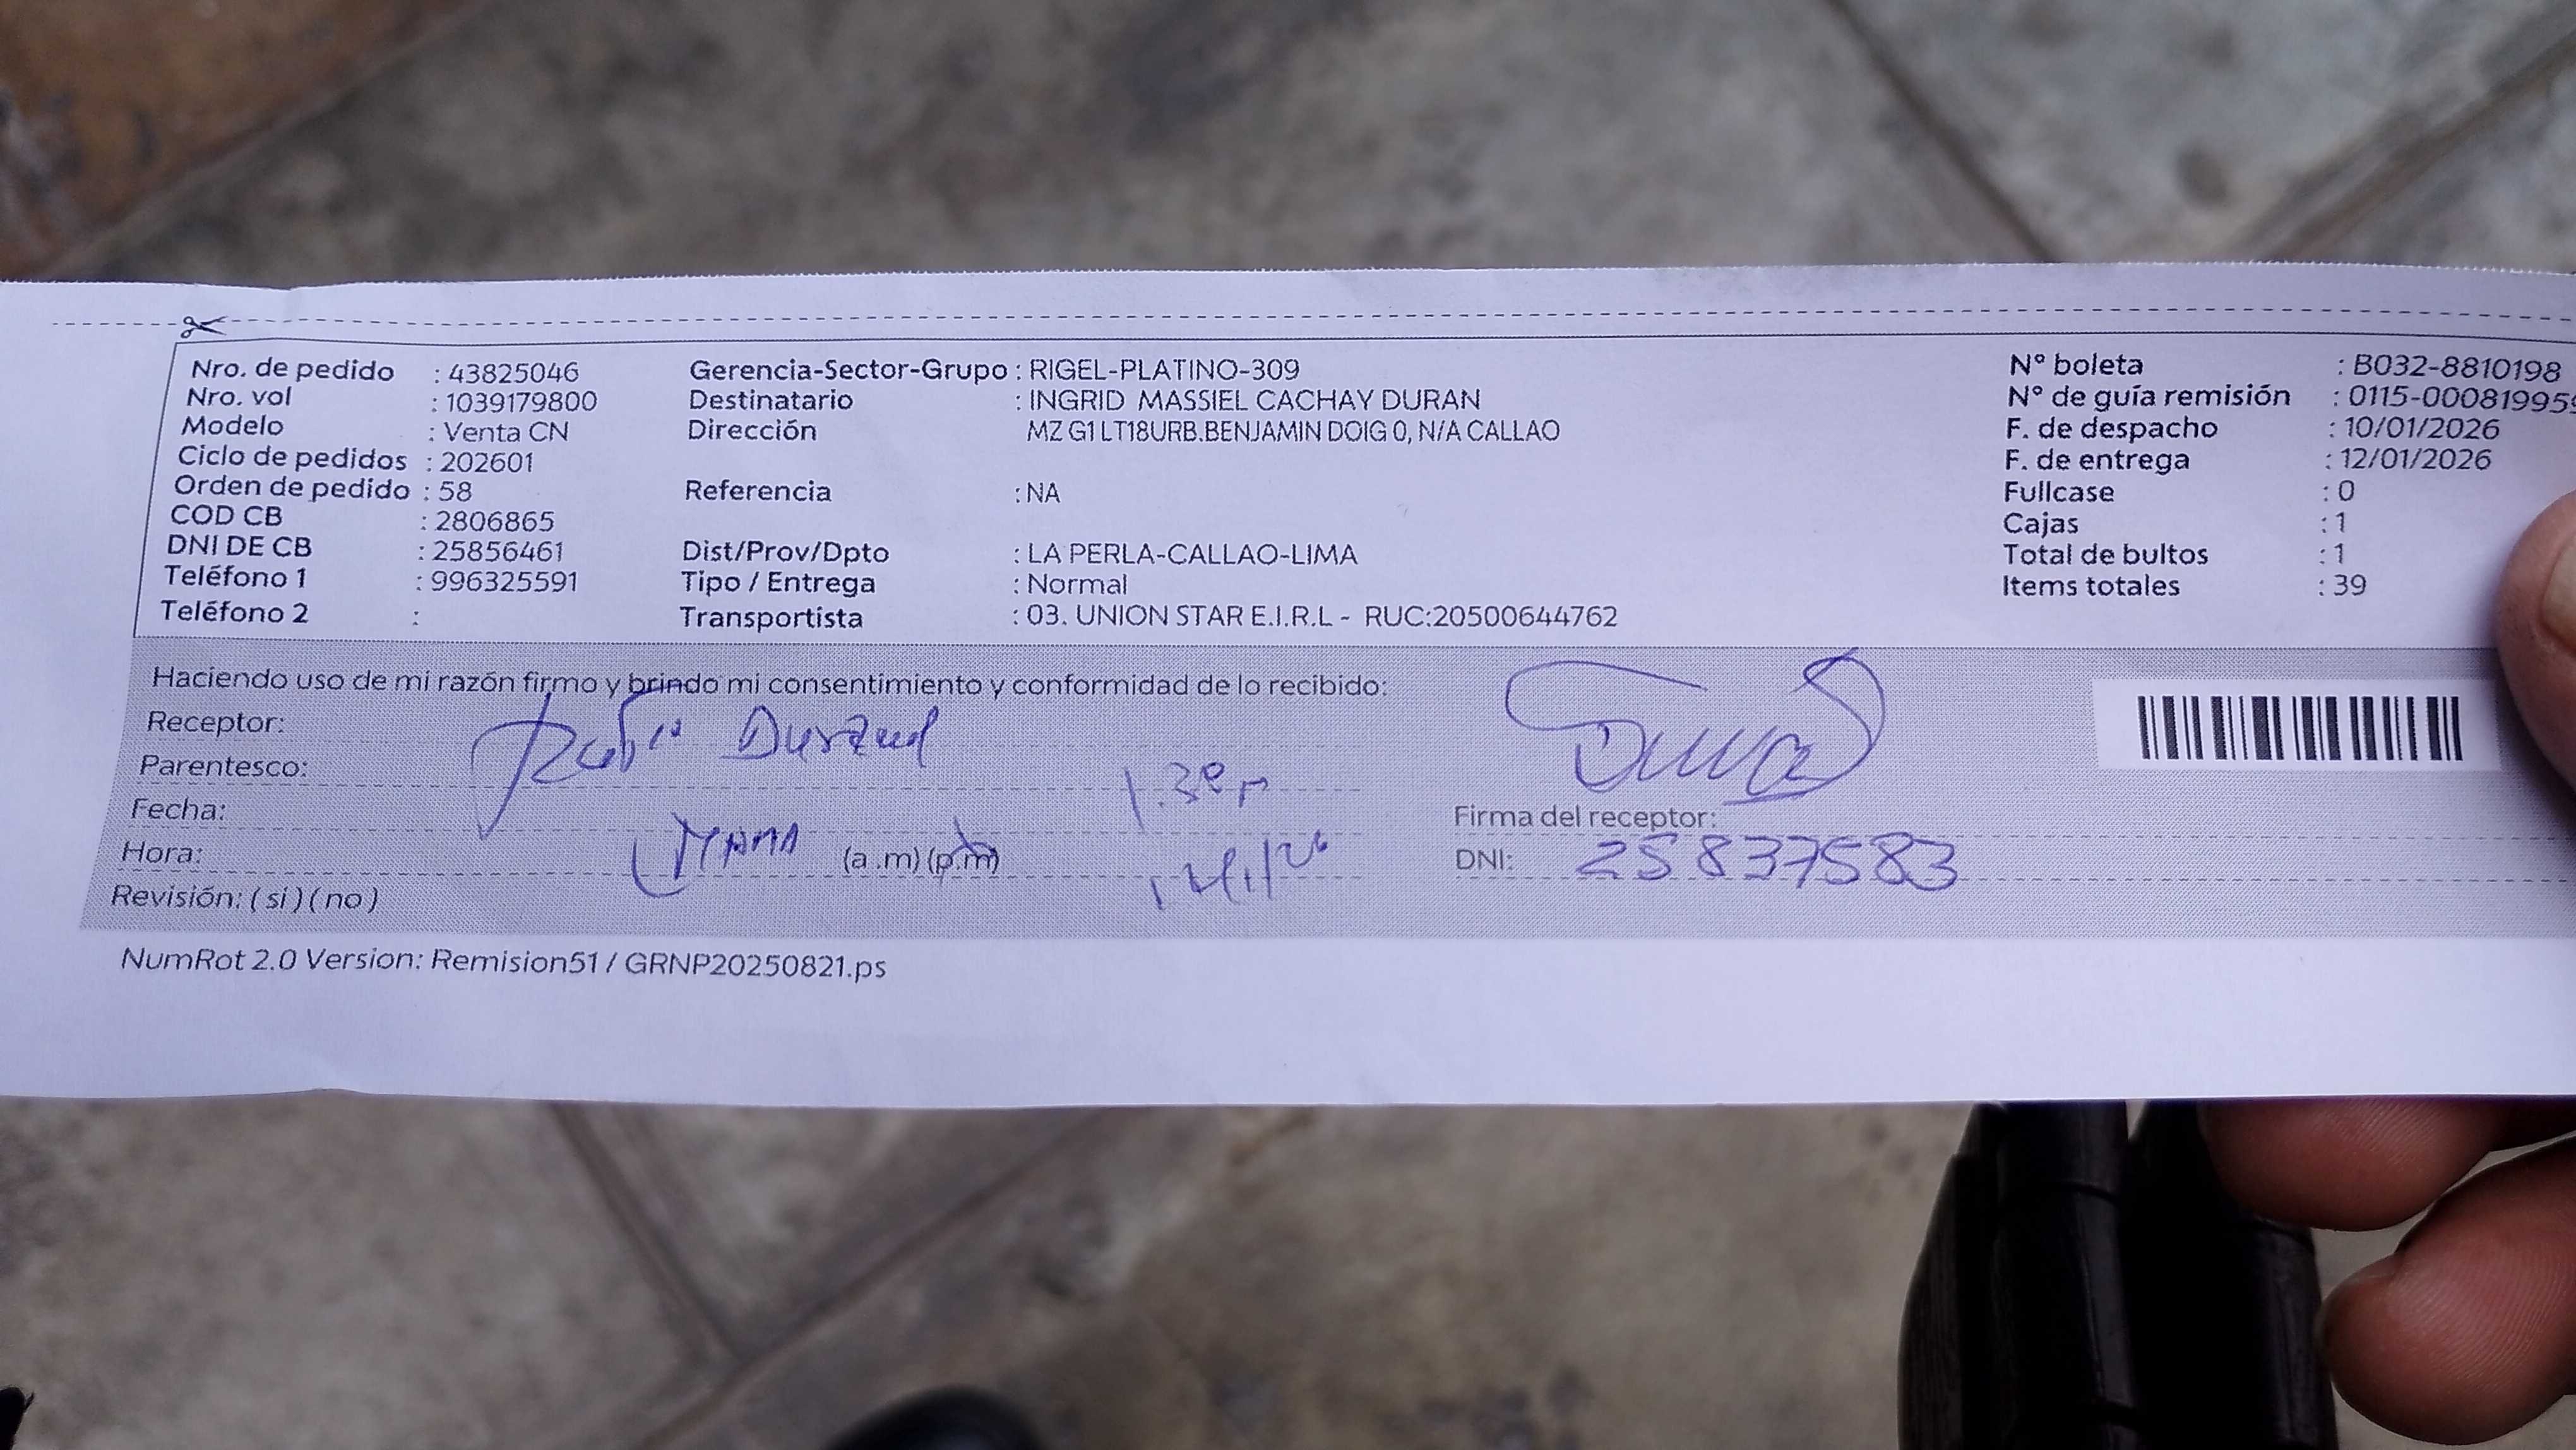 Nro. de pedido : 43825046 Gerencia-Sector-Grupo : RIGEL-PLATINO-309 N° boleta : B032-8810198
Nro. vol : 1039179800 Destinatario : INGRID MASSIEL CACHAY DURAN N° de guía remisión : 0115-000819959
Modelo : Venta CN Dirección MZ G1 LT18URB.BENJAMIN DOIG 0, N/A CALLAO F. de despacho : 10/01/2026
Ciclo de pedidos : 202601 F. de entrega : 12/01/2026
Orden de pedido : 58 Referencia : NA Fullcase : 0
COD CB : 2806865 Cajas : 1
DNI DE CB : 25856461 Dist/Prov/Dpto : LA PERLA-CALLAO-LIMA Total de bultos : 1
Teléfono 1 : 996325591 Tipo / Entrega : Normal Items totales : 39
Teléfono 2 : Transportista : 03. UNION STAR E.I.R.L - RUC:20500644762
Haciendo uso de mi razón firmo y brindo mi consentimiento y conformidad de lo recibido:
Receptor:
Parentesco:
Fecha: Firma del receptor:
Hora: MAMA (a.m) (p.m) DNI: 25837583
Revisión: ( si ) ( no )
NumRot 2.0 Version: Remision51 / GRNP20250821.ps